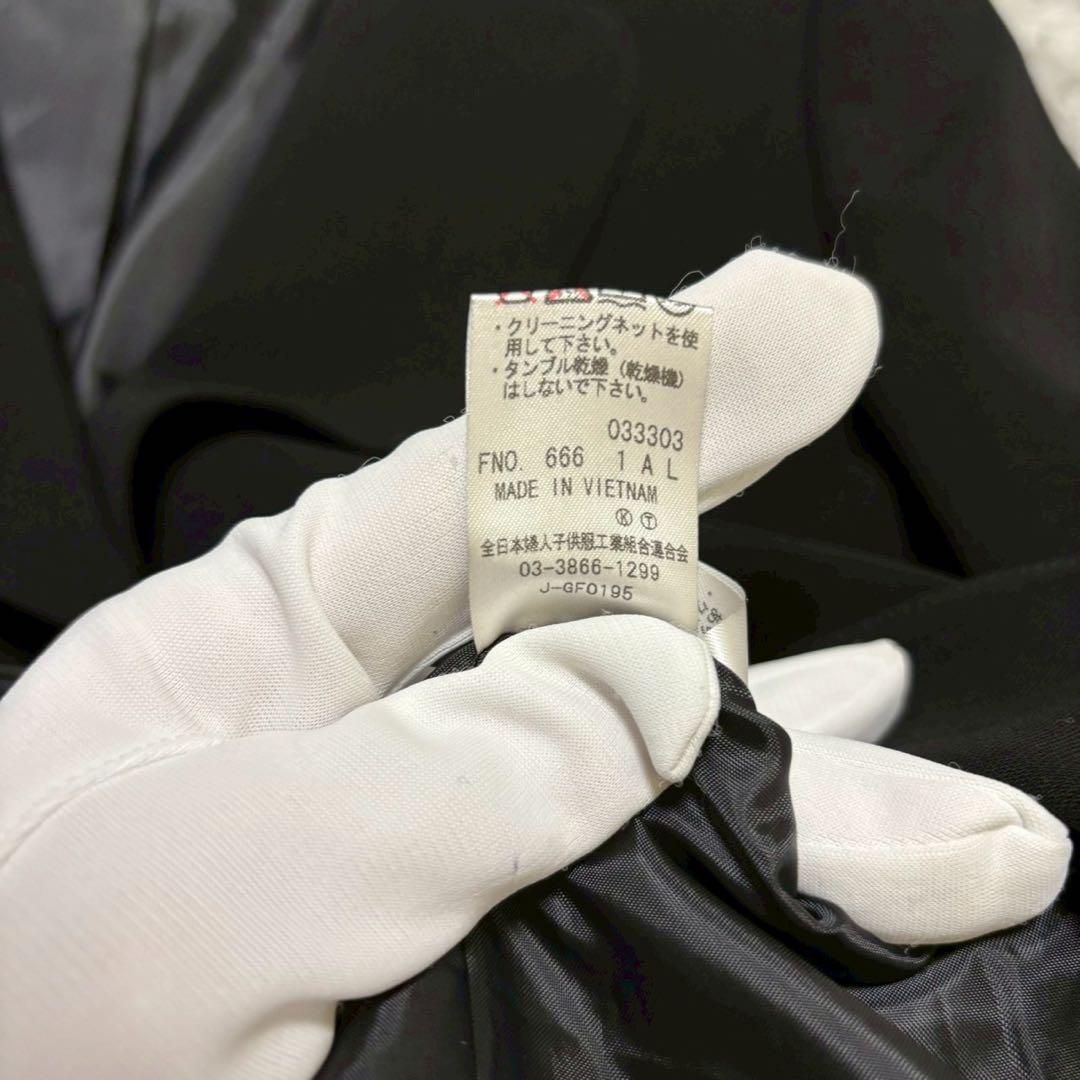 ・クリーニングネットを使
用して下さい。
・タンブル乾燥（乾燥機）
はしないで下さい。
033303
FNO. 666 1 A L
MADE IN VIETNAM
Ⓚ Ⓣ
全日本婦人子供服工業組合連合会
03-3866-1299
J-GF0195